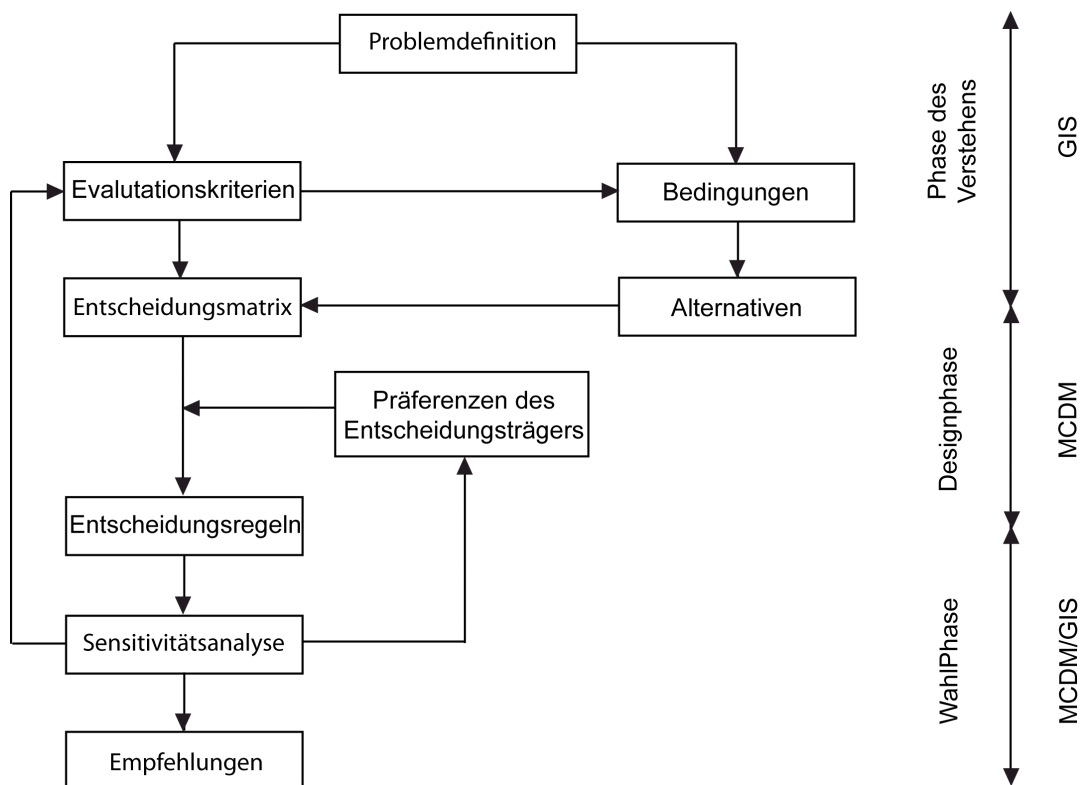 Problemdefinition
Evalutationskriterien
Bedingungen
Entscheidungsmatrix
Alternativen
Präferenzen des
Entscheidungsträgers
Entscheidungsregeln
Sensitivitätsanalyse
Empfehlungen
Phase des
Verstehens
GIS
Designphase
MCDM
WahlPhase
MCDM/GIS